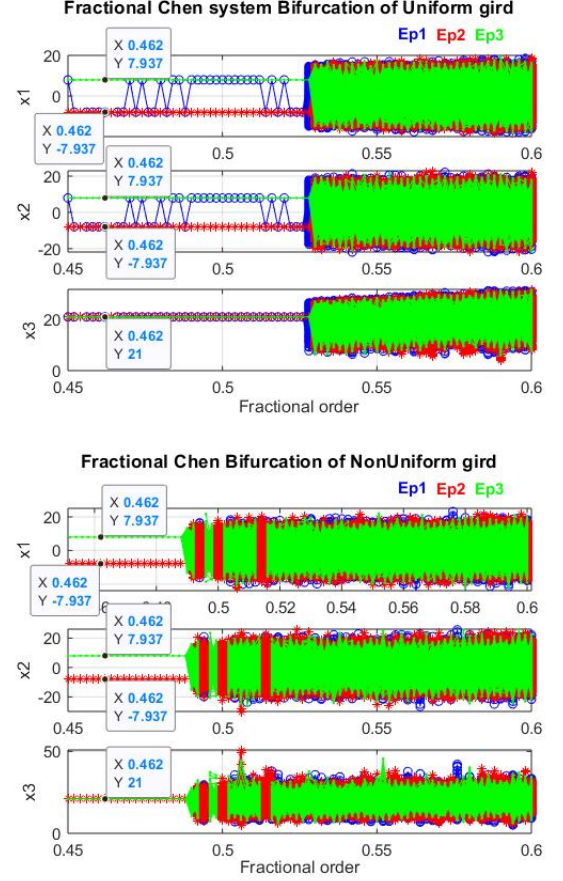 Fractional Chen system Bifurcation of Uniform gird
Ep1 Ep2 Ep3
X 0.462
Y 7.937
20
0
x1
X 0.462
Y -7.937
0.5
0.55
0.6
X 0.462
Y 7.937
20
0
-20
x2
X 0.462
Y -7.937
0.45
0.5
0.55
0.6
20
0
x3
X 0.462
Y 21
0.45
0.5
0.55
0.6
Fractional order
Fractional Chen Bifurcation of NonUniform gird
Ep1 Ep2 Ep3
X 0.462
Y 7.937
20
0
x1
X 0.462
Y -7.937
0.5
0.52
0.54
0.56
0.58
0.6
X 0.462
Y 7.937
20
0
-20
x2
X 0.462
Y -7.937
0.45
0.5
0.55
0.6
50
0
x3
X 0.462
Y 21
0.45
0.5
0.55
0.6
Fractional order